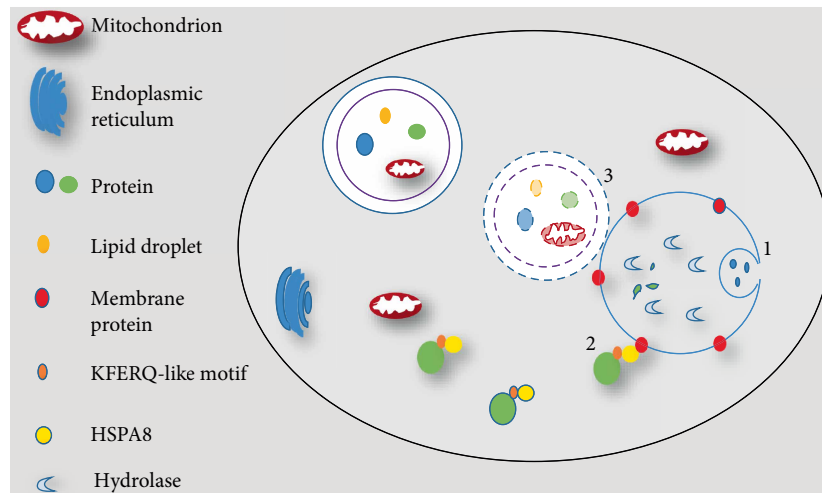 Mitochondrion
Endoplasmic
reticulum
Protein
Lipid droplet
Membrane
protein
KFERQ-like motif
HSPA8
Hydrolase
3
1
2